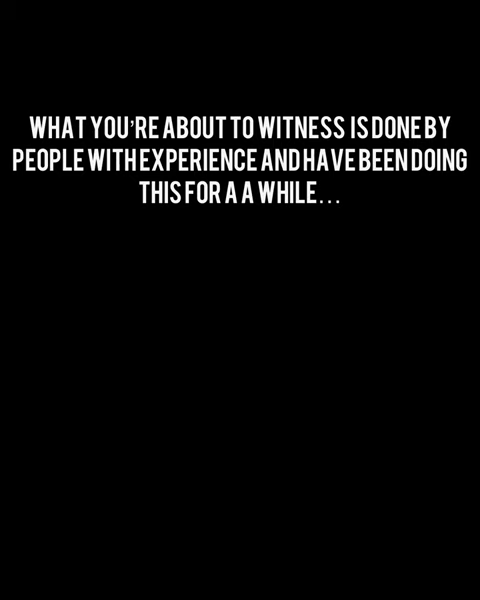 WHAT YOU'RE ABOUT TO WITNESS IS DONE BY
PEOPLE WITH EXPERIENCE AND HAVE BEEN DOING
THIS FOR A A WHILE...